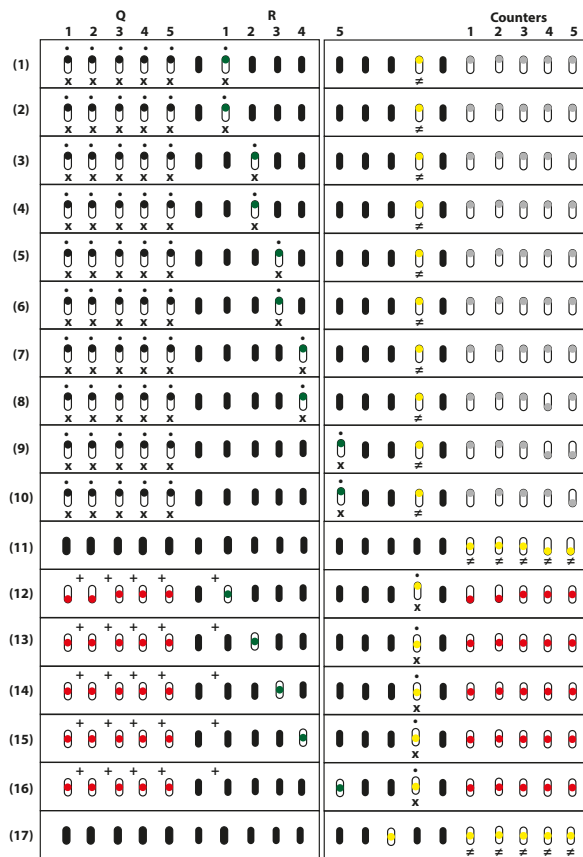 Q R Counters
1 2 3 4 5 1 2 3 4 5 1 2 3 4 5
• • • • • •
(1)
x x x x x x ≠
• • • • • •
(2)
x x x x x x ≠
• • • • • •
(3)
x x x x x x ≠
• • • • • •
(4)
x x x x x x ≠
• • • • • •
(5)
x x x x x x ≠
• • • • • •
(6)
x x x x x x ≠
• • • • • •
(7)
x x x x x x ≠
• • • • • •
(8)
x x x x x x ≠
• • • • • •
(9)
x x x x x x ≠
• • • • • •
(10)
x x x x x x ≠
(11)
≠ ≠ ≠ ≠ ≠
+ + + + + •
(12)
x
+ + + + + •
(13)
x
+ + + + + •
(14)
x
+ + + + + •
(15)
x
+ + + + + •
(16)
x
(17)
≠ ≠ ≠ ≠ ≠